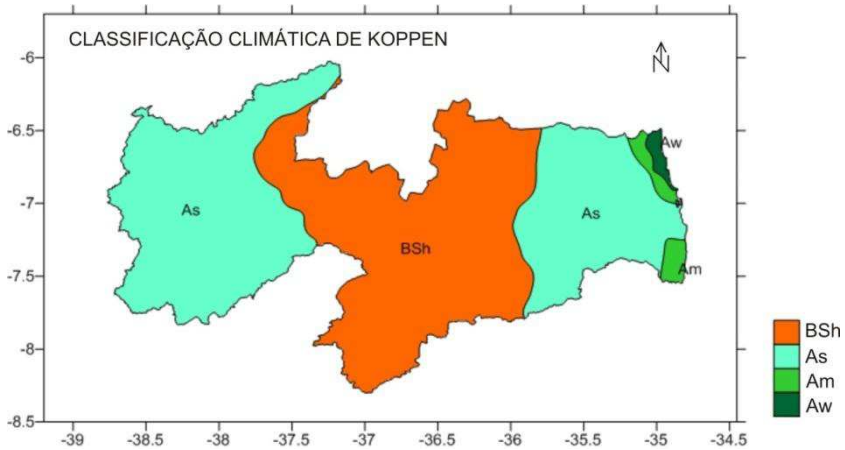 CLASSIFICAÇÃO CLIMÁTICA DE KOPPEN
N
-6
-6.5
-7
-7.5
-8
-8.5
Aw
As
As
BSh
Am
BSh
As
Am
Aw
-39
-38.5
-38
-37.5
-37
-36.5
-36
-35.5
-35
-34.5